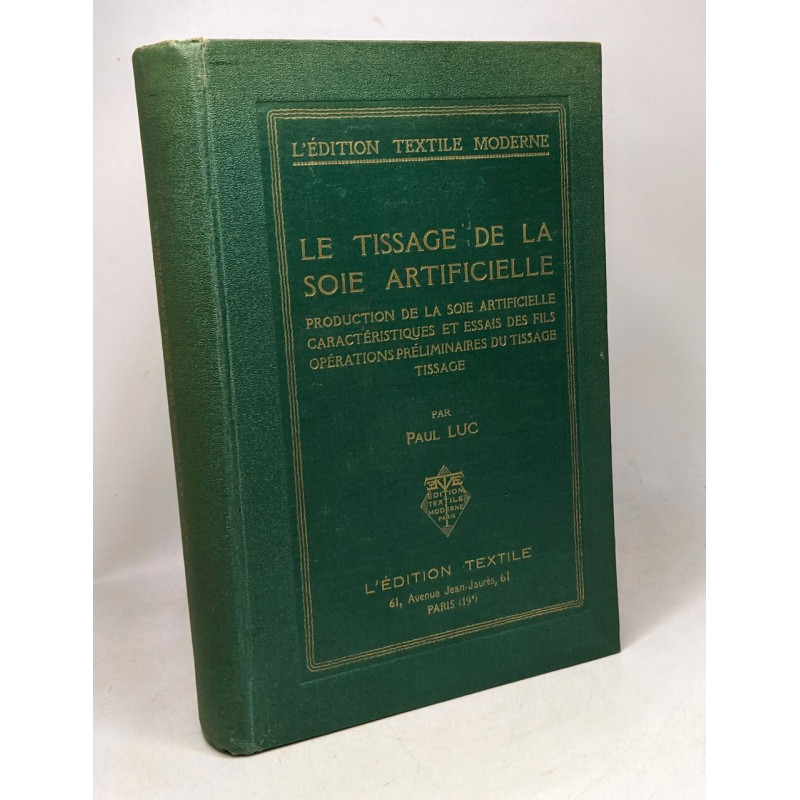 L'ÉDITION TEXTILE MODERNE
LE TISSAGE DE LA
SOIE ARTIFICIELLE
PRODUCTION DE LA SOIE ARTIFICIELLE
CARACTÉRISTIQUES ET ESSAIS DES FILS
OPÉRATIONS PRÉLIMINAIRES DU TISSAGE
TISSAGE
PAR
PAUL LUC
ÉDITION
TEXTILE
MODERNE
PARIS
L'ÉDITION TEXTILE
61, Avenue Jean-Jaurès, 61
PARIS (19e)